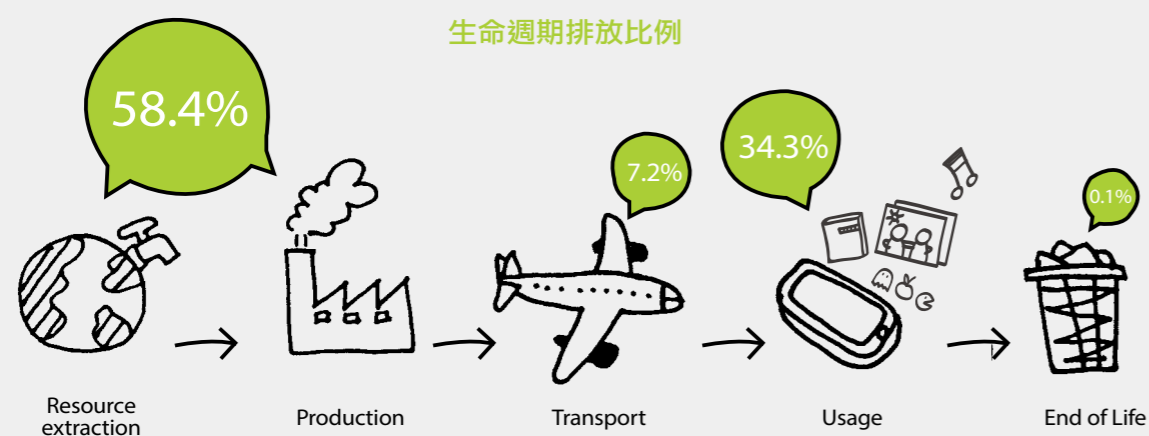 生命週期排放比例
58.4%
7.2%
34.3%
0.1%
Resource
extraction
Production
Transport
Usage
End of Life